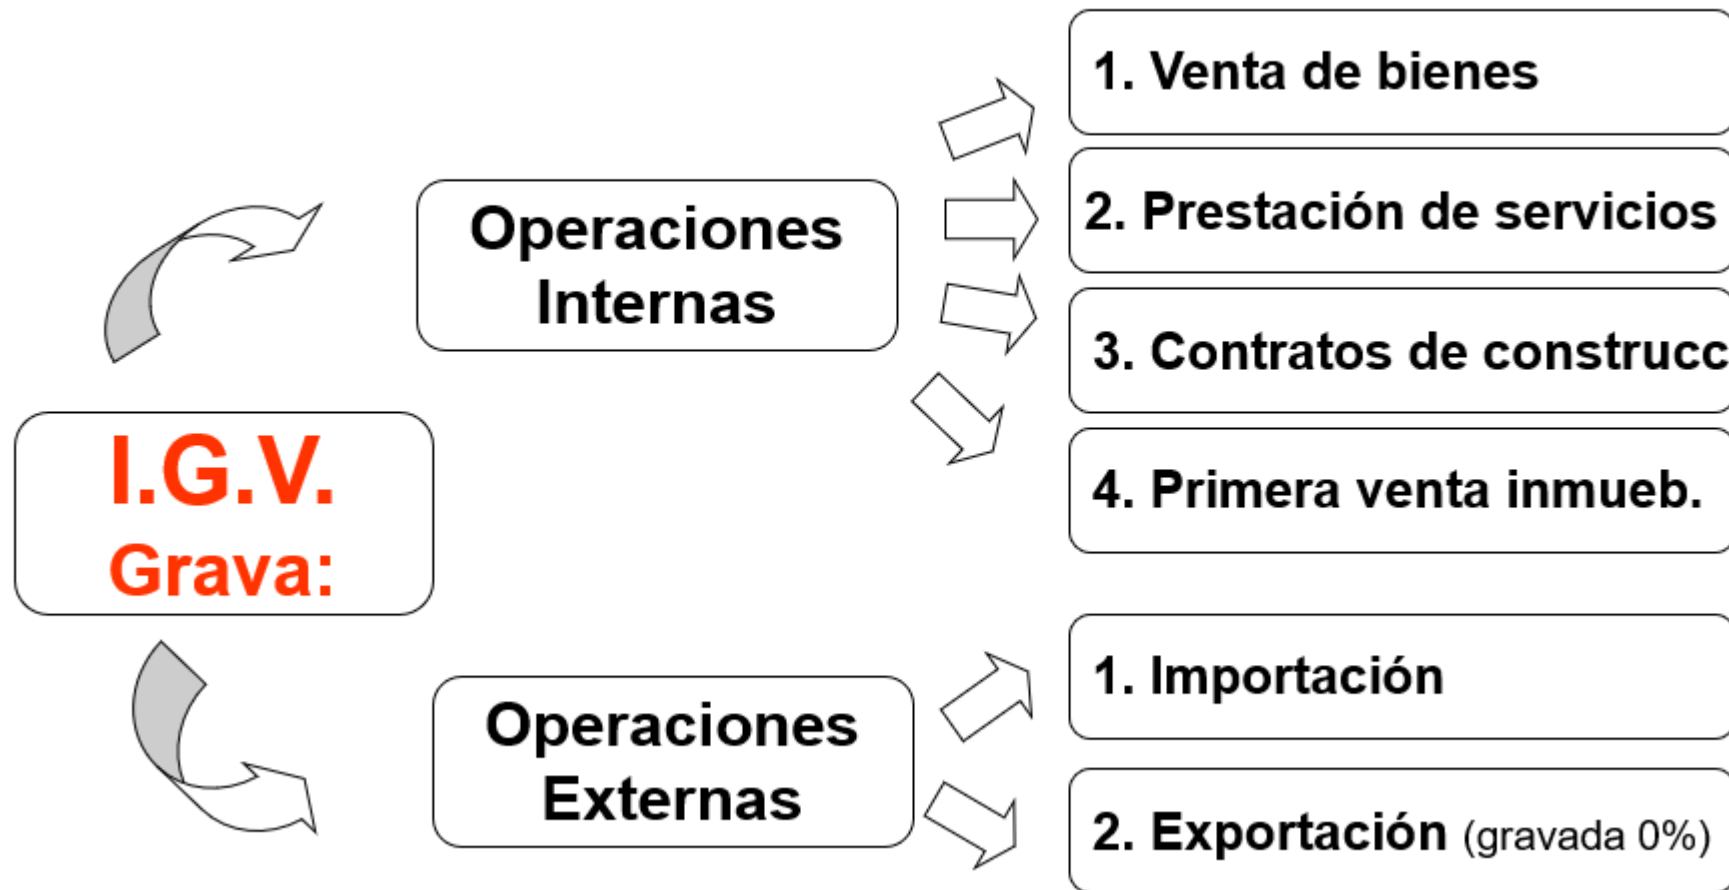 1. Venta de bienes
2. Prestación de servicios
3. Contratos de construcc
4. Primera venta inmueb.
Operaciones
Internas
I.G.V.
Grava:
Operaciones
Externas
1. Importación
2. Exportación (gravada 0%)